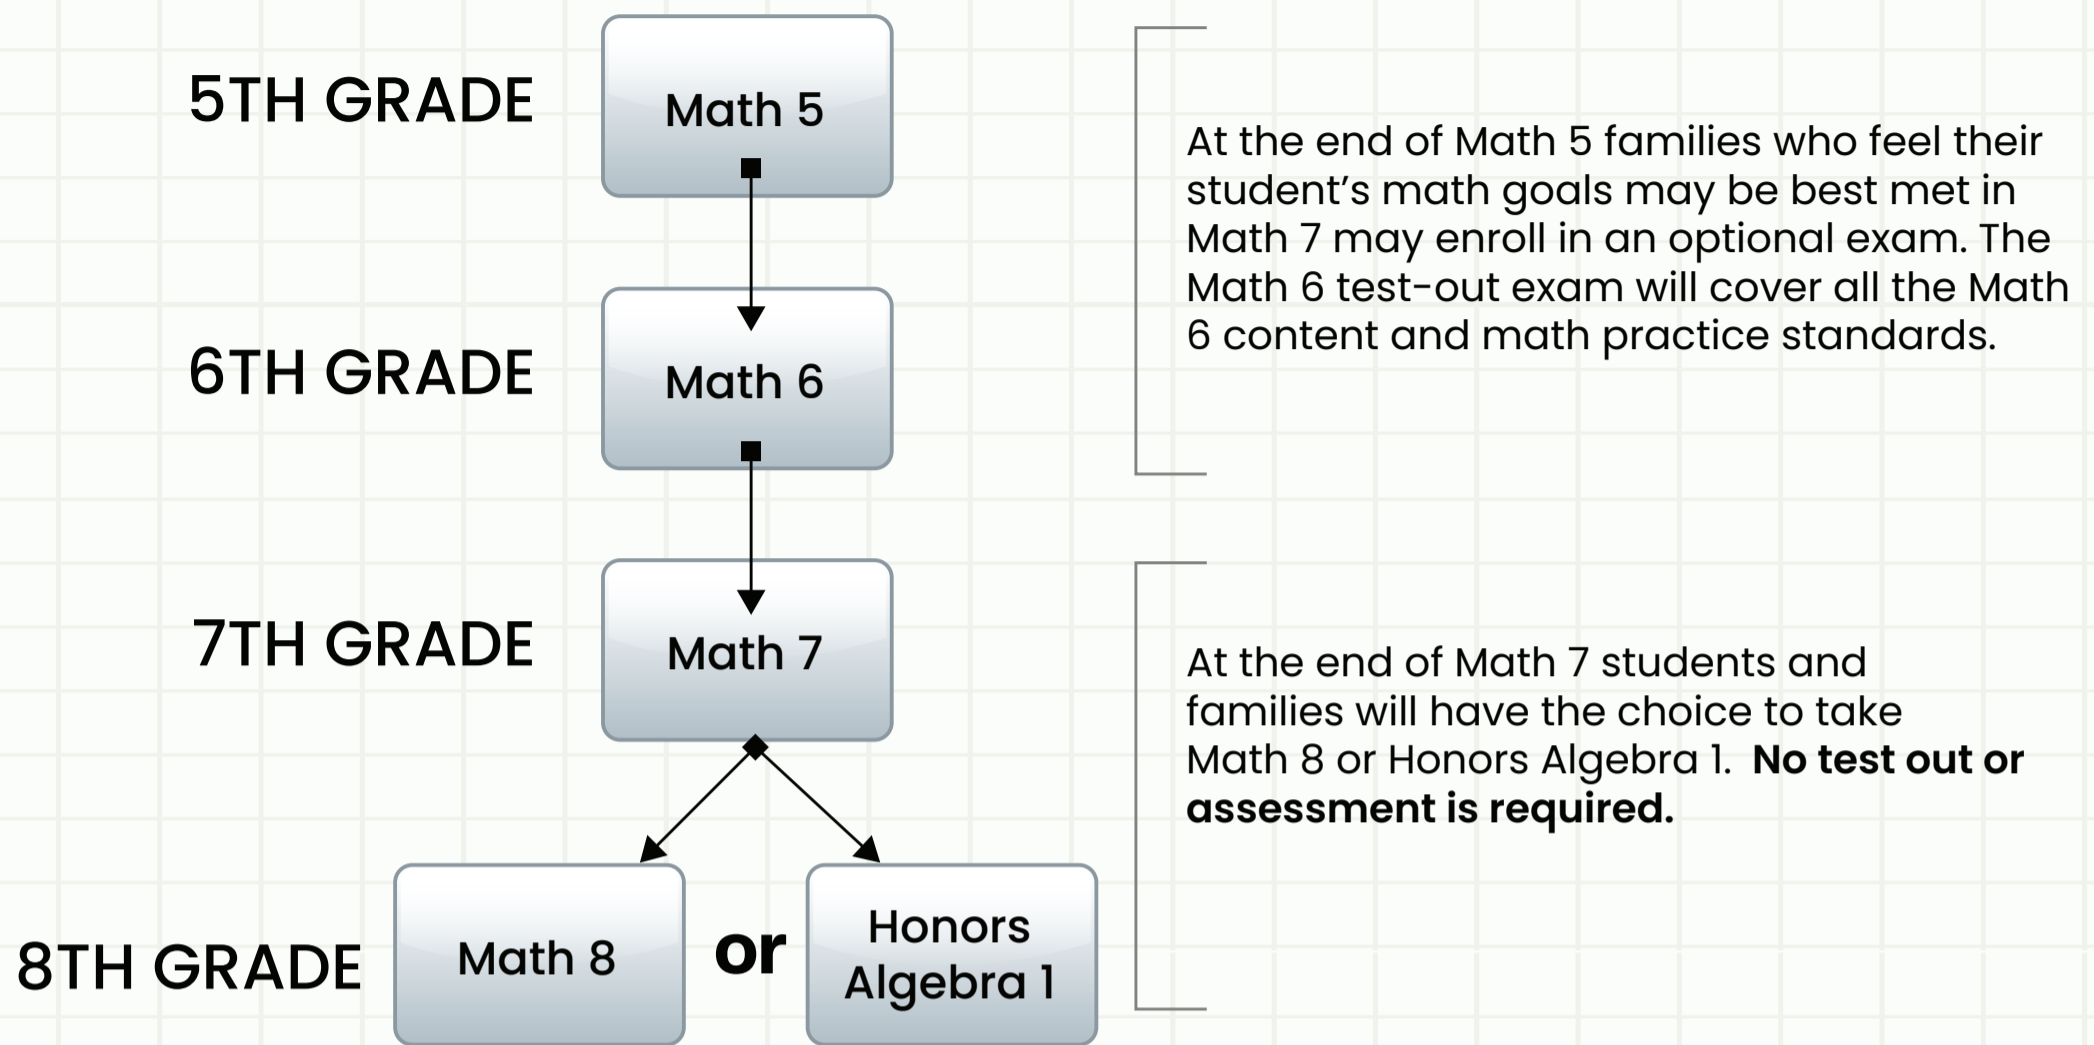 5TH GRADE
Math 5
At the end of Math 5 families who feel their
student's math goals may be best met in
Math 7 may enroll in an optional exam. The
Math 6 test-out exam will cover all the Math
6 content and math practice standards.
6TH GRADE
Math 6
7TH GRADE
Math 7
At the end of Math 7 students and
families will have the choice to take
Math 8 or Honors Algebra 1. No test out or
assessment is required.
8TH GRADE
Math 8
or
Honors
Algebra 1